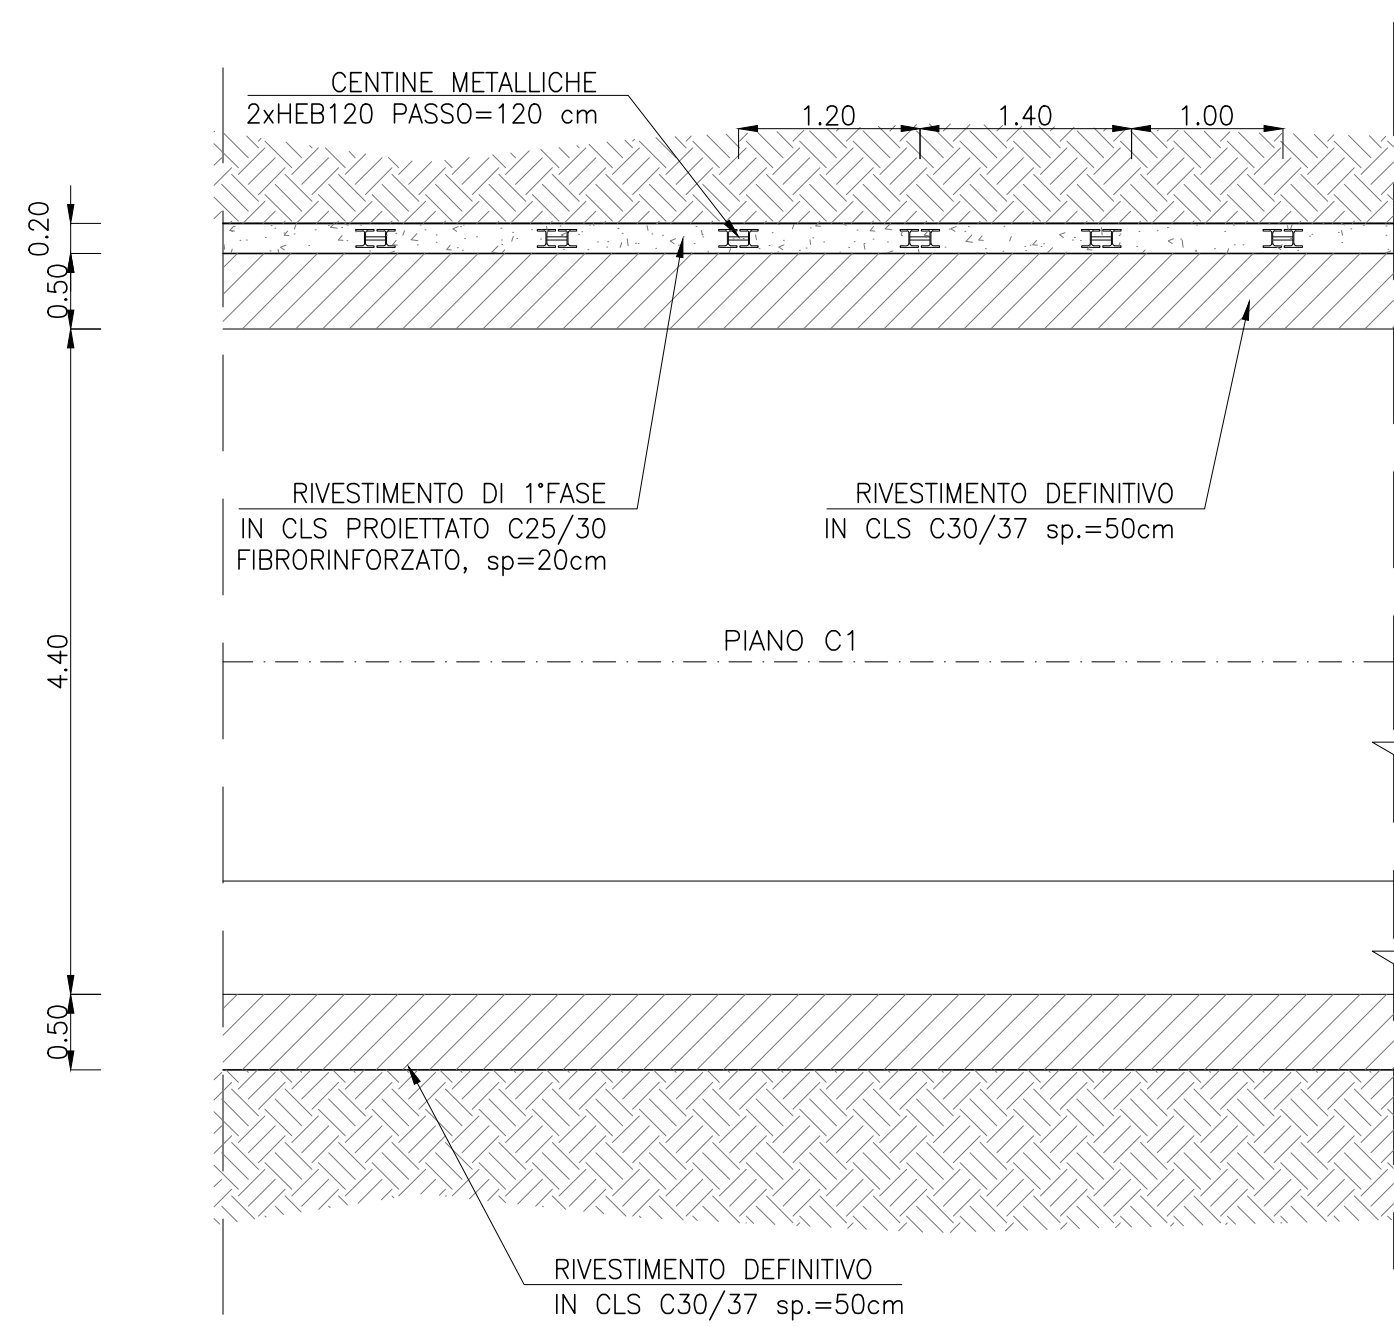 CENTINE METALLICHE
2xHEB120 PASSO=120 cm
1.20
1.40
1.00
0.20
0.50
RIVESTIMENTO DI 1°FASE
IN CLS PROIETTATO C25/30
FIBRORINFORZATO, sp=20cm
RIVESTIMENTO DEFINITIVO
IN CLS C30/37 sp.=50cm
PIANO C1
4.40
0.50
RIVESTIMENTO DEFINITIVO
IN CLS C30/37 sp.=50cm